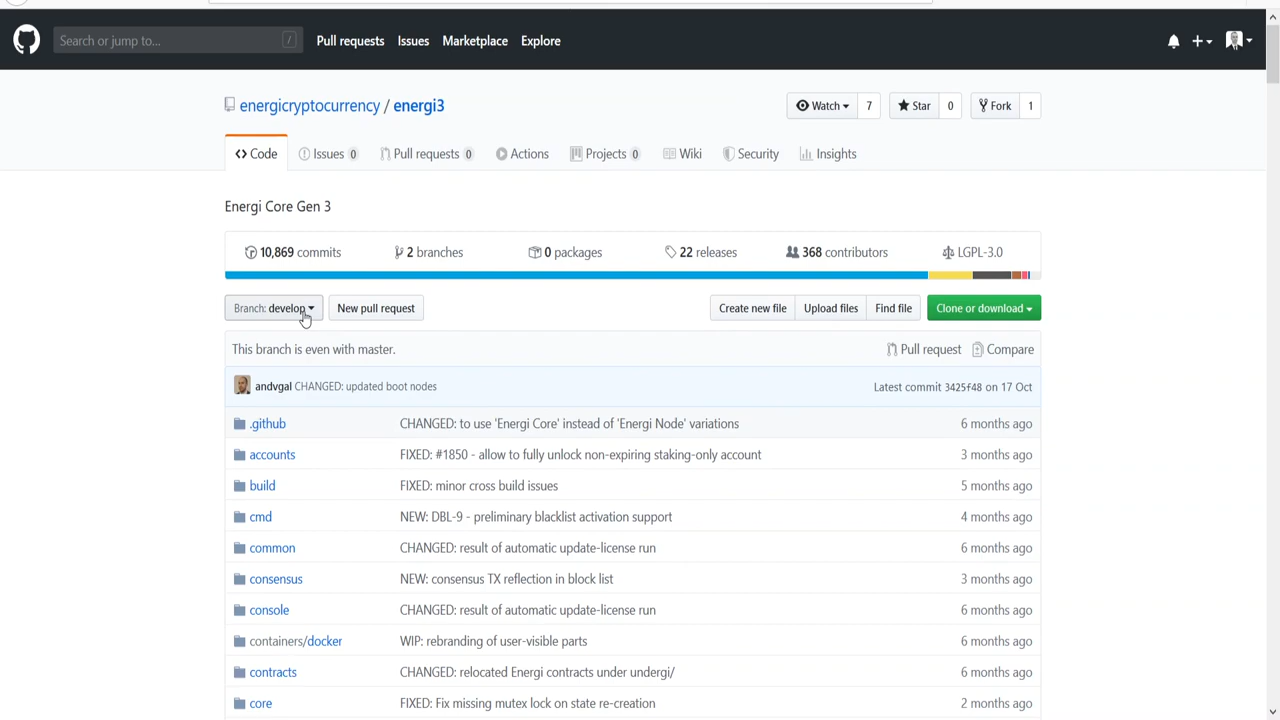 Search or jump to... /
Pull requests Issues Marketplace Explore
energicryptocurrency / energi3
Watch 7 Star 0 Fork 1
Code Issues 0 Pull requests 0 Actions Projects 0 Wiki Security Insights
Energi Core Gen 3
10,869 commits 2 branches 0 packages 22 releases 368 contributors LGPL-3.0
Branch: develop New pull request Create new file Upload files Find file Clone or download
This branch is even with master. Pull request Compare
andvgal CHANGED: updated boot nodes Latest commit 3425f48 on 17 Oct
.github CHANGED: to use 'Energi Core' instead of 'Energi Node' variations 6 months ago
accounts FIXED: #1850 - allow to fully unlock non-expiring staking-only account 3 months ago
build FIXED: minor cross build issues 5 months ago
cmd NEW: DBL-9 - preliminary blacklist activation support 4 months ago
common CHANGED: result of automatic update-license run 6 months ago
consensus NEW: consensus TX reflection in block list 3 months ago
console CHANGED: result of automatic update-license run 6 months ago
containers/docker WIP: rebranding of user-visible parts 6 months ago
contracts CHANGED: relocated Energi contracts under undergi/ 6 months ago
core FIXED: Fix missing mutex lock on state re-creation 2 months ago